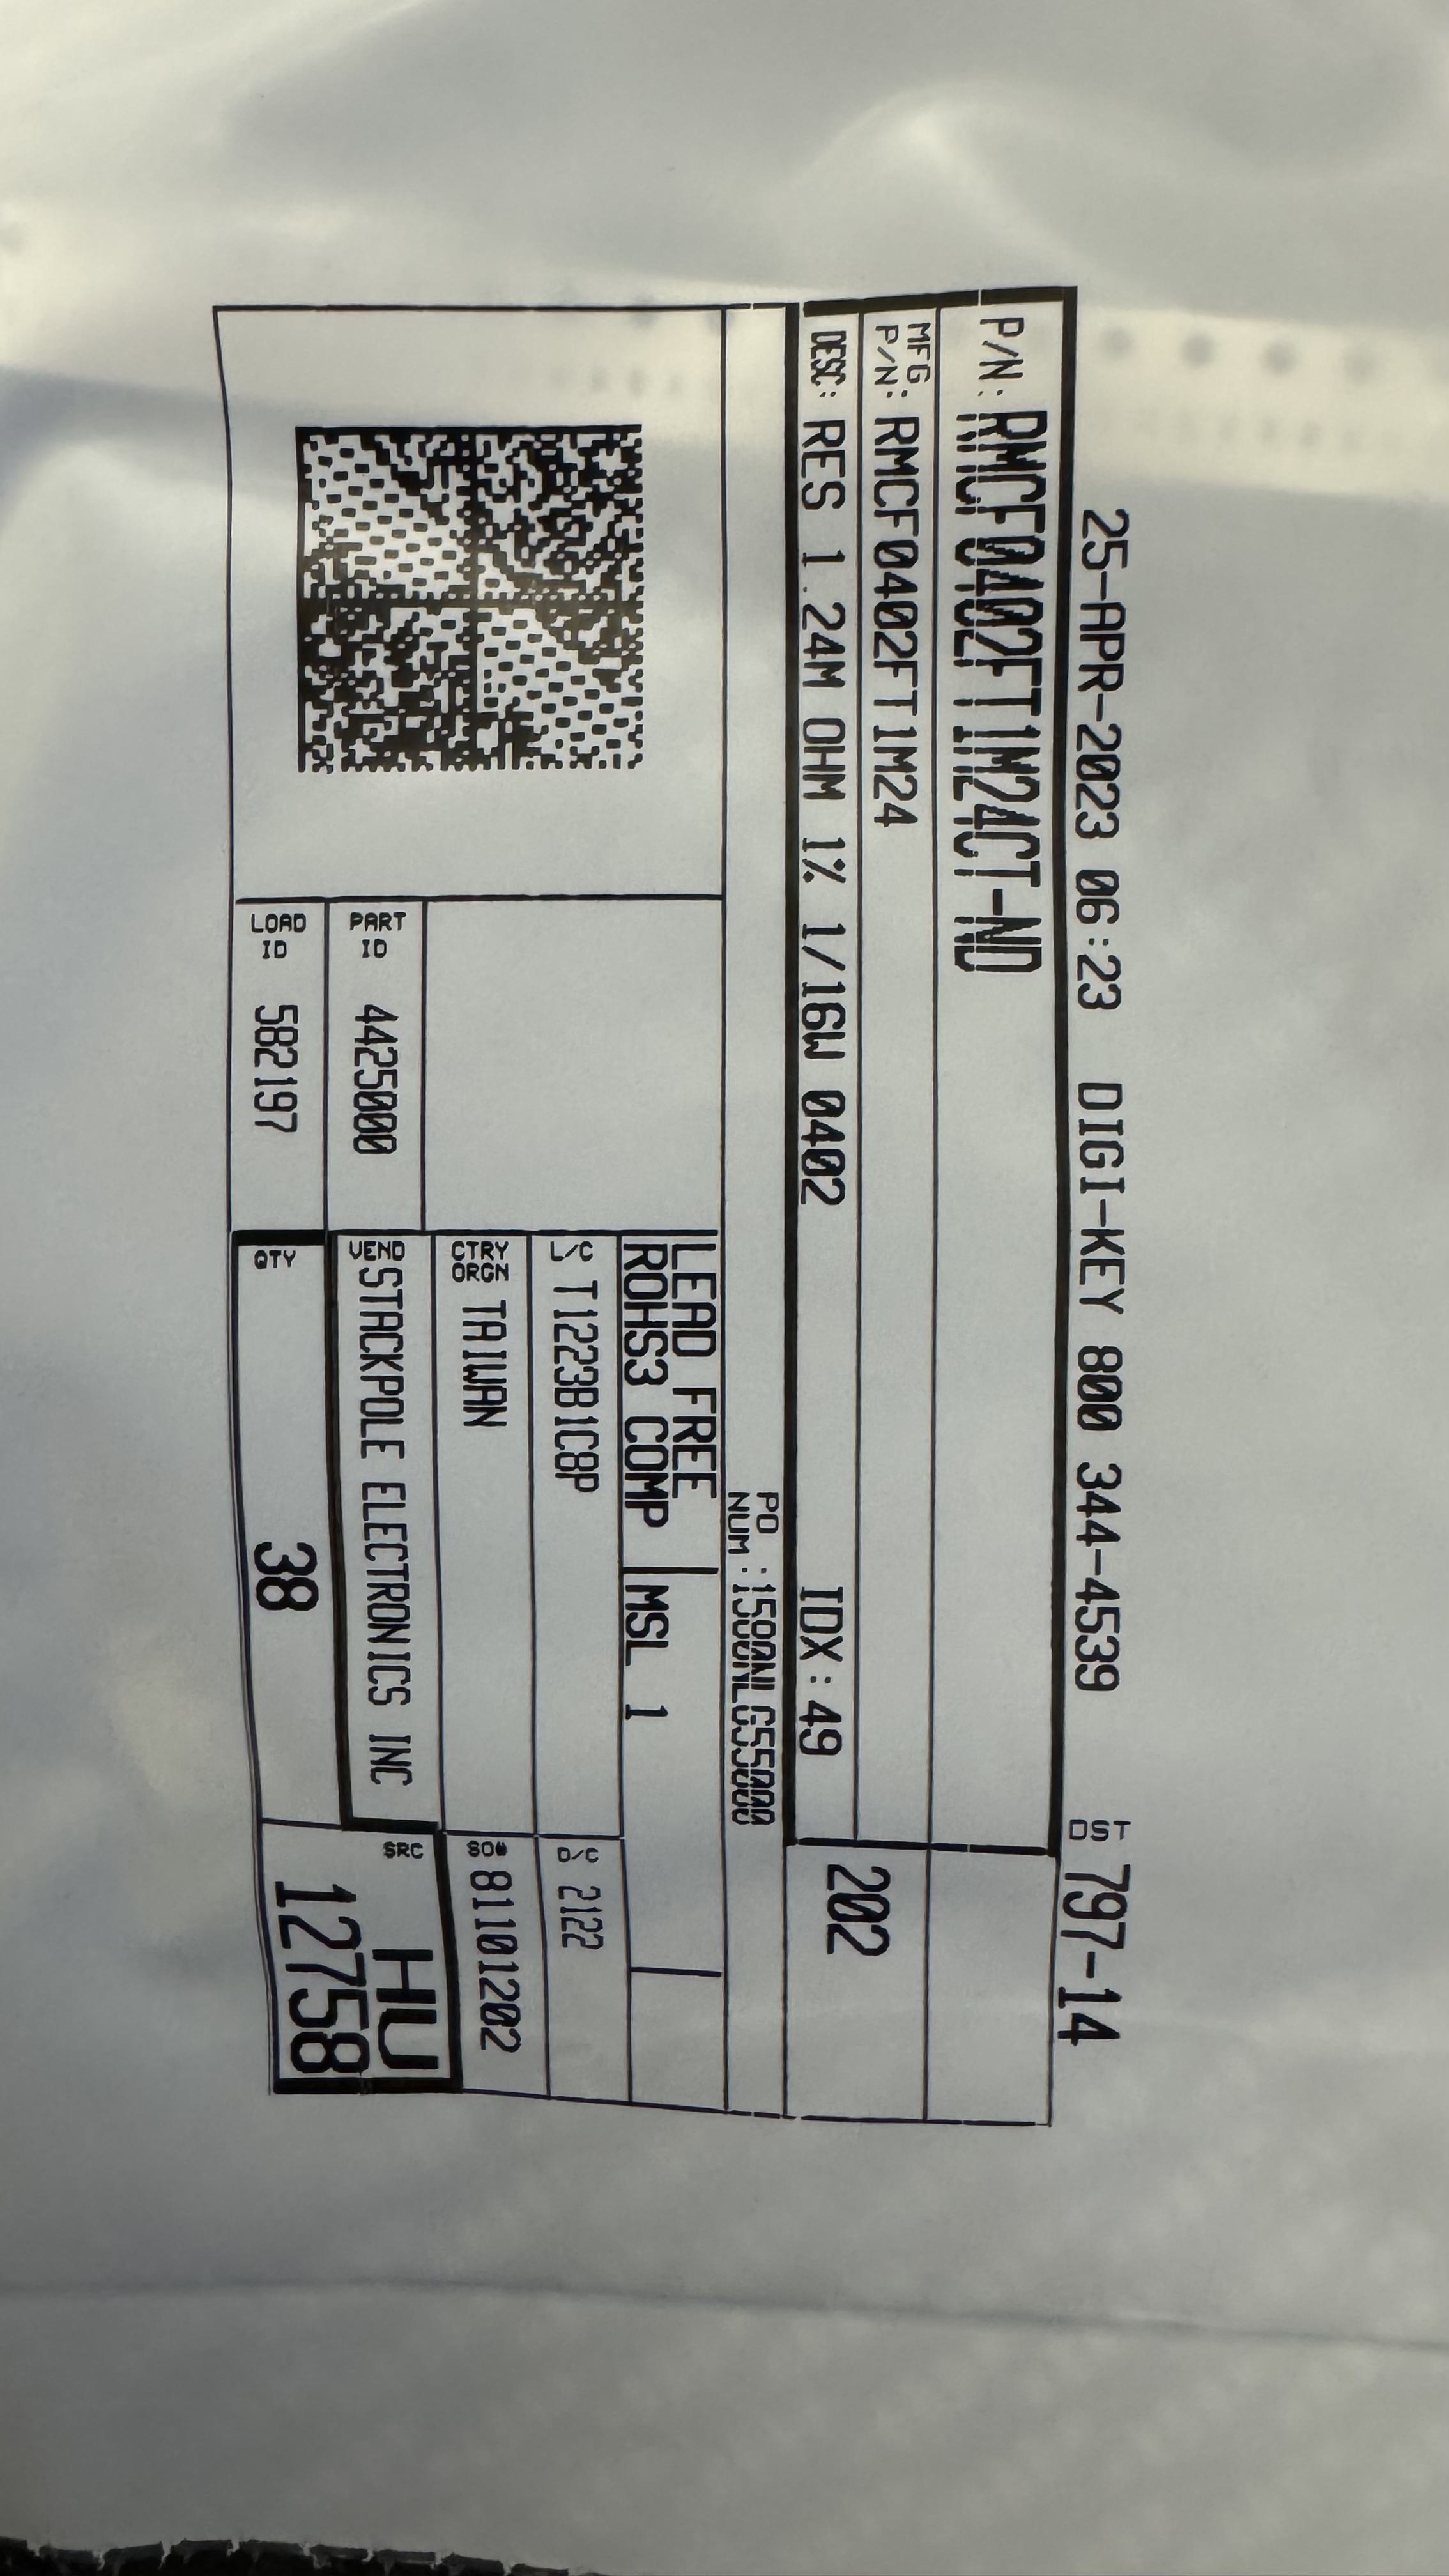 25-APR-2023 06:23 DIGI-KEY 800 344-4539 DST 797-14
P/N: RMCF0402FT1M24CT-ND
MFG P/N: RMCF0402FT1M24
DESC: RES 1.24M OHM 1% 1/16W 0402 IDX:49
202
PO NUM :
LEAD FREE
ROHS3 COMP
MSL 1
L/C T1223B1C8P
D/C 2122
CTRY ORGN TAIWAN
SO# 81101202
PART ID 4425000
VEND STACKPOLE ELECTRONICS INC
LOAD ID 582197
QTY 38
SRC HU
12758